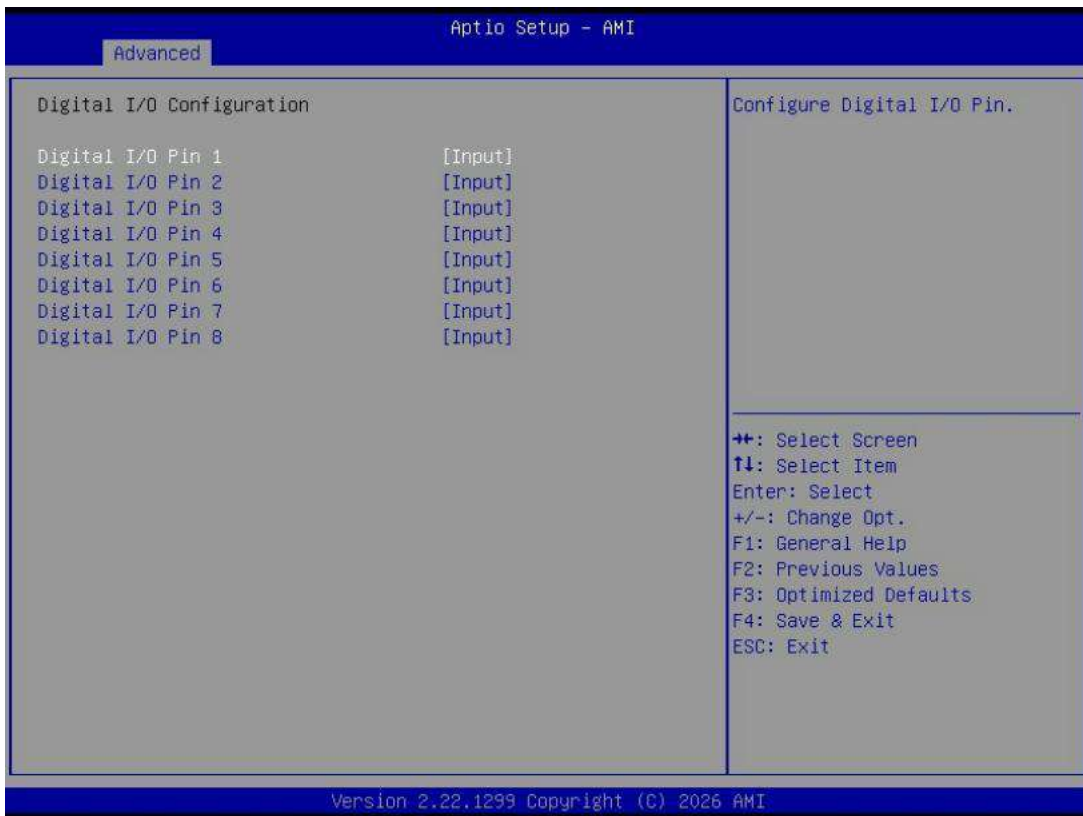 Aptio Setup - AMI
Advanced
Digital I/O Configuration
Digital I/O Pin 1 [Input]
Digital I/O Pin 2 [Input]
Digital I/O Pin 3 [Input]
Digital I/O Pin 4 [Input]
Digital I/O Pin 5 [Input]
Digital I/O Pin 6 [Input]
Digital I/O Pin 7 [Input]
Digital I/O Pin 8 [Input]
Configure Digital I/O Pin.
→←: Select Screen
↑↓: Select Item
Enter: Select
+/-: Change Opt.
F1: General Help
F2: Previous Values
F3: Optimized Defaults
F4: Save & Exit
ESC: Exit
Version 2.22.1299 Copyright (C) 2026 AMI